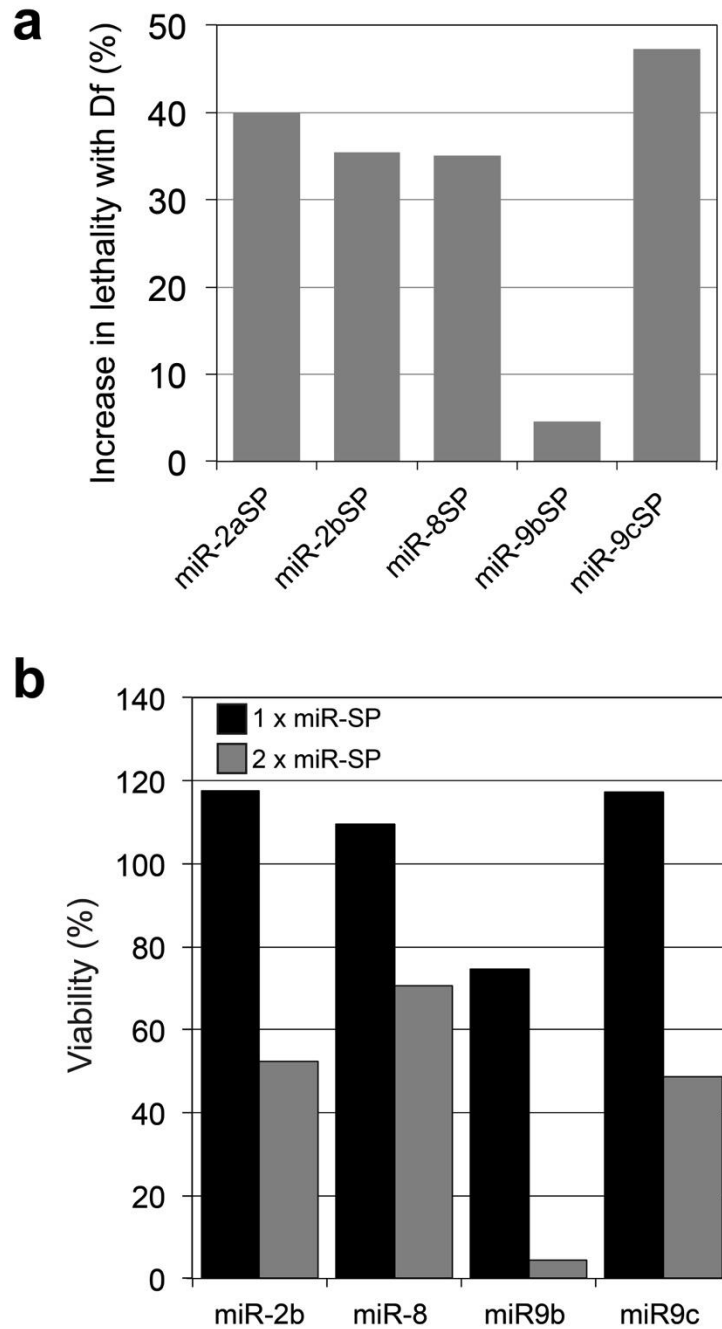 a
Increase in lethality with Df (%)
50
40
30
20
10
0
miR-2aSP
miR-2bSP
miR-8SP
miR-9bSP
miR-9cSP
b
Viability (%)
140
120
100
80
60
40
20
0
1 x miR-SP
2 x miR-SP
miR-2b
miR-8
miR9b
miR9c